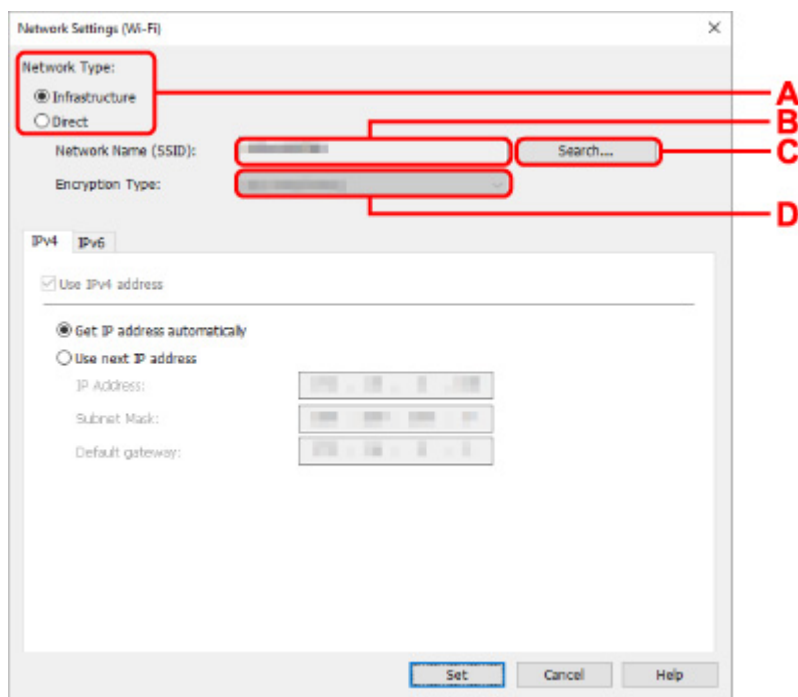 Network Settings (Wi-Fi)
Network Type:
Infrastructure
A
Direct
B
Network Name (SSID):
Search...
C
Encryption Type:
D
IPv4 IPv6
Use IPv4 address
Get IP address automatically
Use next IP address
IP Address:
Subnet Mask:
Default gateway:
Set Cancel Help